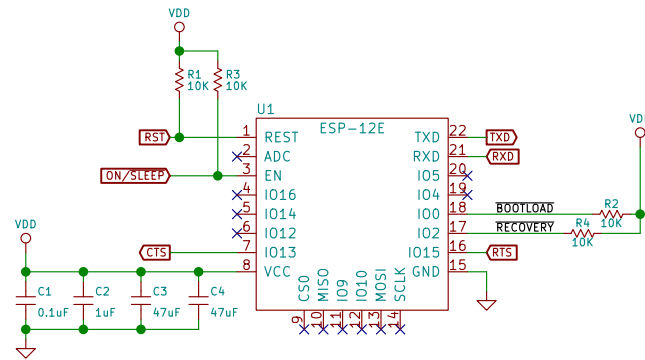 VDD
R1
10K
R3
10K
U1
ESP-12E
RST
1 REST
TXD 22
TXD
2 ADC
RXD 21
RXD
ON/SLEEP
3 EN
IO5 20
4 IO16
IO4 19
5 IO14
IO0 18
BOOTLOAD
R2
10K
6 IO12
IO2 17
RECOVERY
R4
10K
VDD
CTS
7 IO13
IO15 16
RTS
8 VCC
GND 15
VDD
C1
0.1uF
C2
1uF
C3
47uF
C4
47uF
CS0
MISO
IO9
IO10
MOSI
SCLK
9
10
11
12
13
14